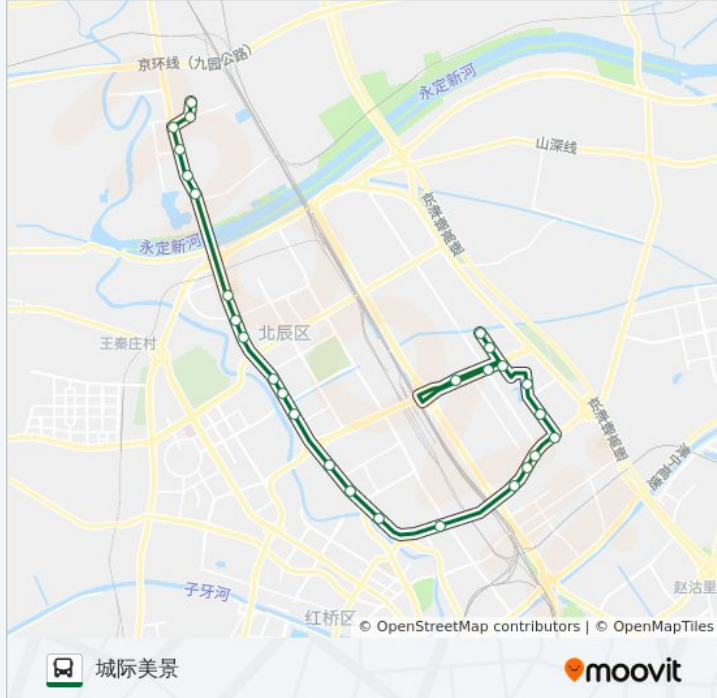 京环线（九园公路）
永定新河
山深线
京津塘高速
永定新河
北辰区
王秦庄村
京津塘高速
津宁高速
子牙河
赵沽里
红桥区
© OpenStreetMap contributors | © OpenMapTiles
城际美景
moovit